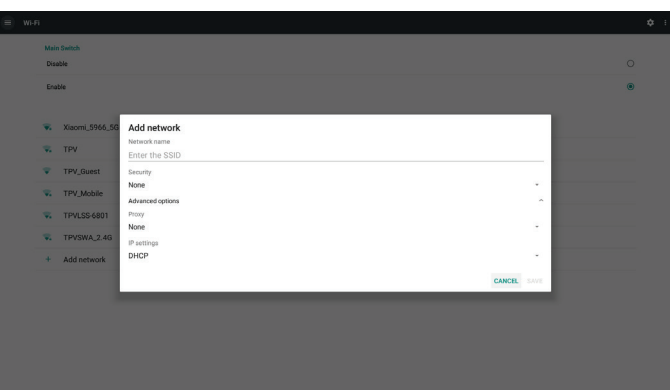 Wi-Fi
Main Switch
Disable
Enable
Xiaomi_5966_5G
TPV
TPV_Guest
TPV_Mobile
TPVLSS-6801
TPVSWA_2.4G
Add network
Add network
Network name
Enter the SSID
Security
None
Advanced options
Proxy
None
IP settings
DHCP
CANCEL SAVE